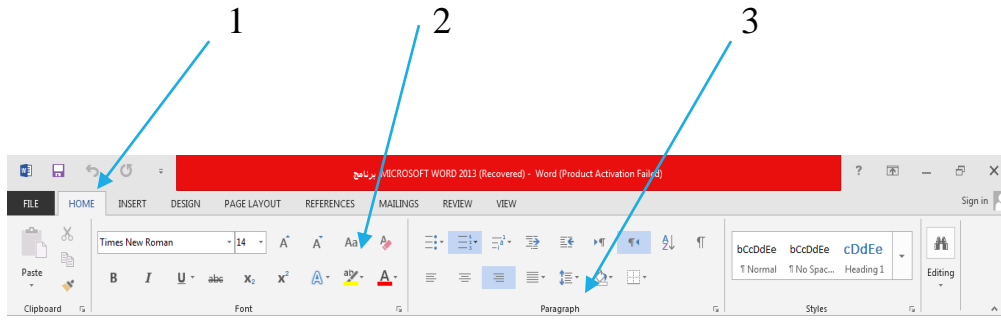 1 2 3
برنامج MICROSOFT WORD 2013 (Recovered) - Word (Product Activation Failed)
FILE HOME INSERT DESIGN PAGE LAYOUT REFERENCES MAILINGS REVIEW VIEW Sign in
Times New Roman 14 A A Aa
bCcDdEe bCcDdEe cDdEe
¶ Normal ¶ No Spac... Heading 1
Paste B I U abc X₂ X² A aby A Editing
Clipboard Font Paragraph Styles